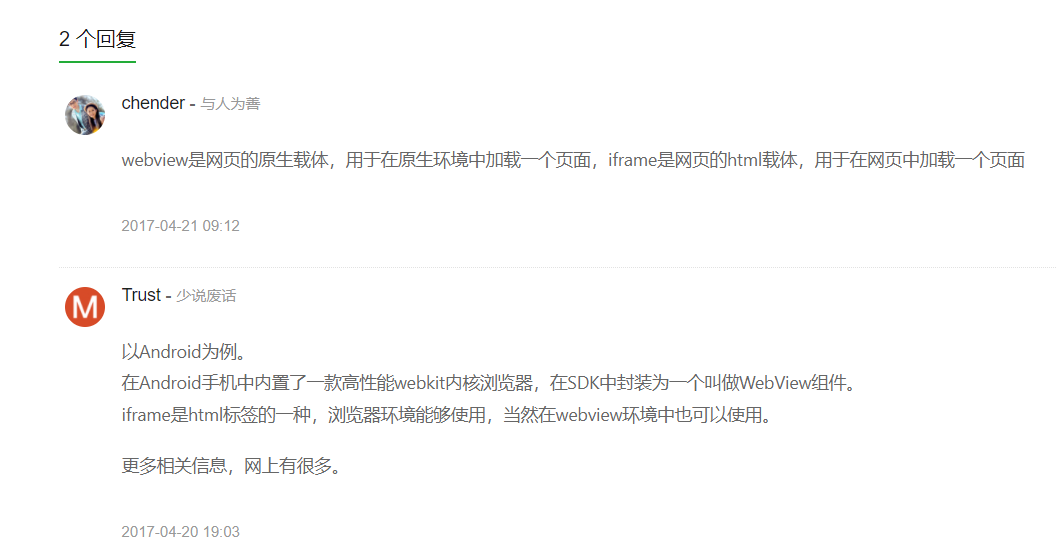 2 个回复
chender - 与人为善
webview是网页的原生载体，用于在原生环境中加载一个页面，iframe是网页的html载体，用于在网页中加载一个页面
2017-04-21 09:12
M
Trust - 少说废话
以Android为例。
在Android手机中内置了一款高性能webkit内核浏览器，在SDK中封装为一个叫做WebView组件。
iframe是html标签的一种，浏览器环境能够使用，当然在webview环境中也可以使用。
更多相关信息，网上有很多。
2017-04-20 19:03